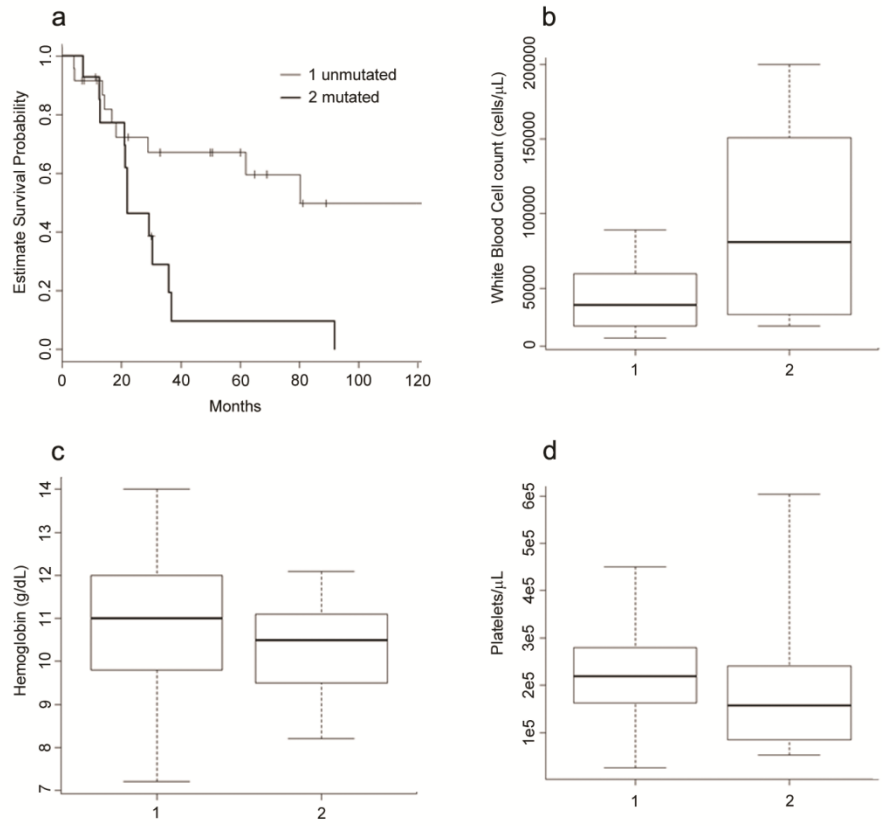 a
Estimate Survival Probability
1.0
0.8
0.6
0.4
0.2
0.0
1 unmutated
2 mutated
0 20 40 60 80 100 120
Months
b
White Blood Cell count (cells/μL)
200000
150000
100000
50000
0
1 2
c
Hemoglobin (g/dL)
14
13
12
11
10
9
8
7
1 2
d
Platelets/μL
6e5
5e5
4e5
3e5
2e5
1e5
1 2